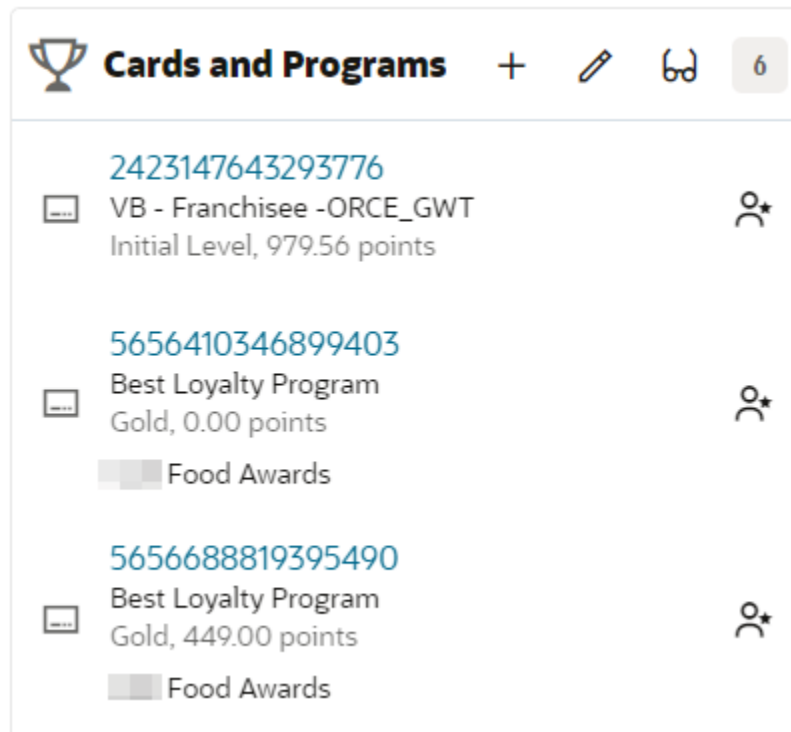 Cards and Programs 6
2423147643293776
VB - Franchisee -ORCE_GWT
Initial Level, 979.56 points
5656410346899403
Best Loyalty Program
Gold, 0.00 points
Food Awards
5656688819395490
Best Loyalty Program
Gold, 449.00 points
Food Awards